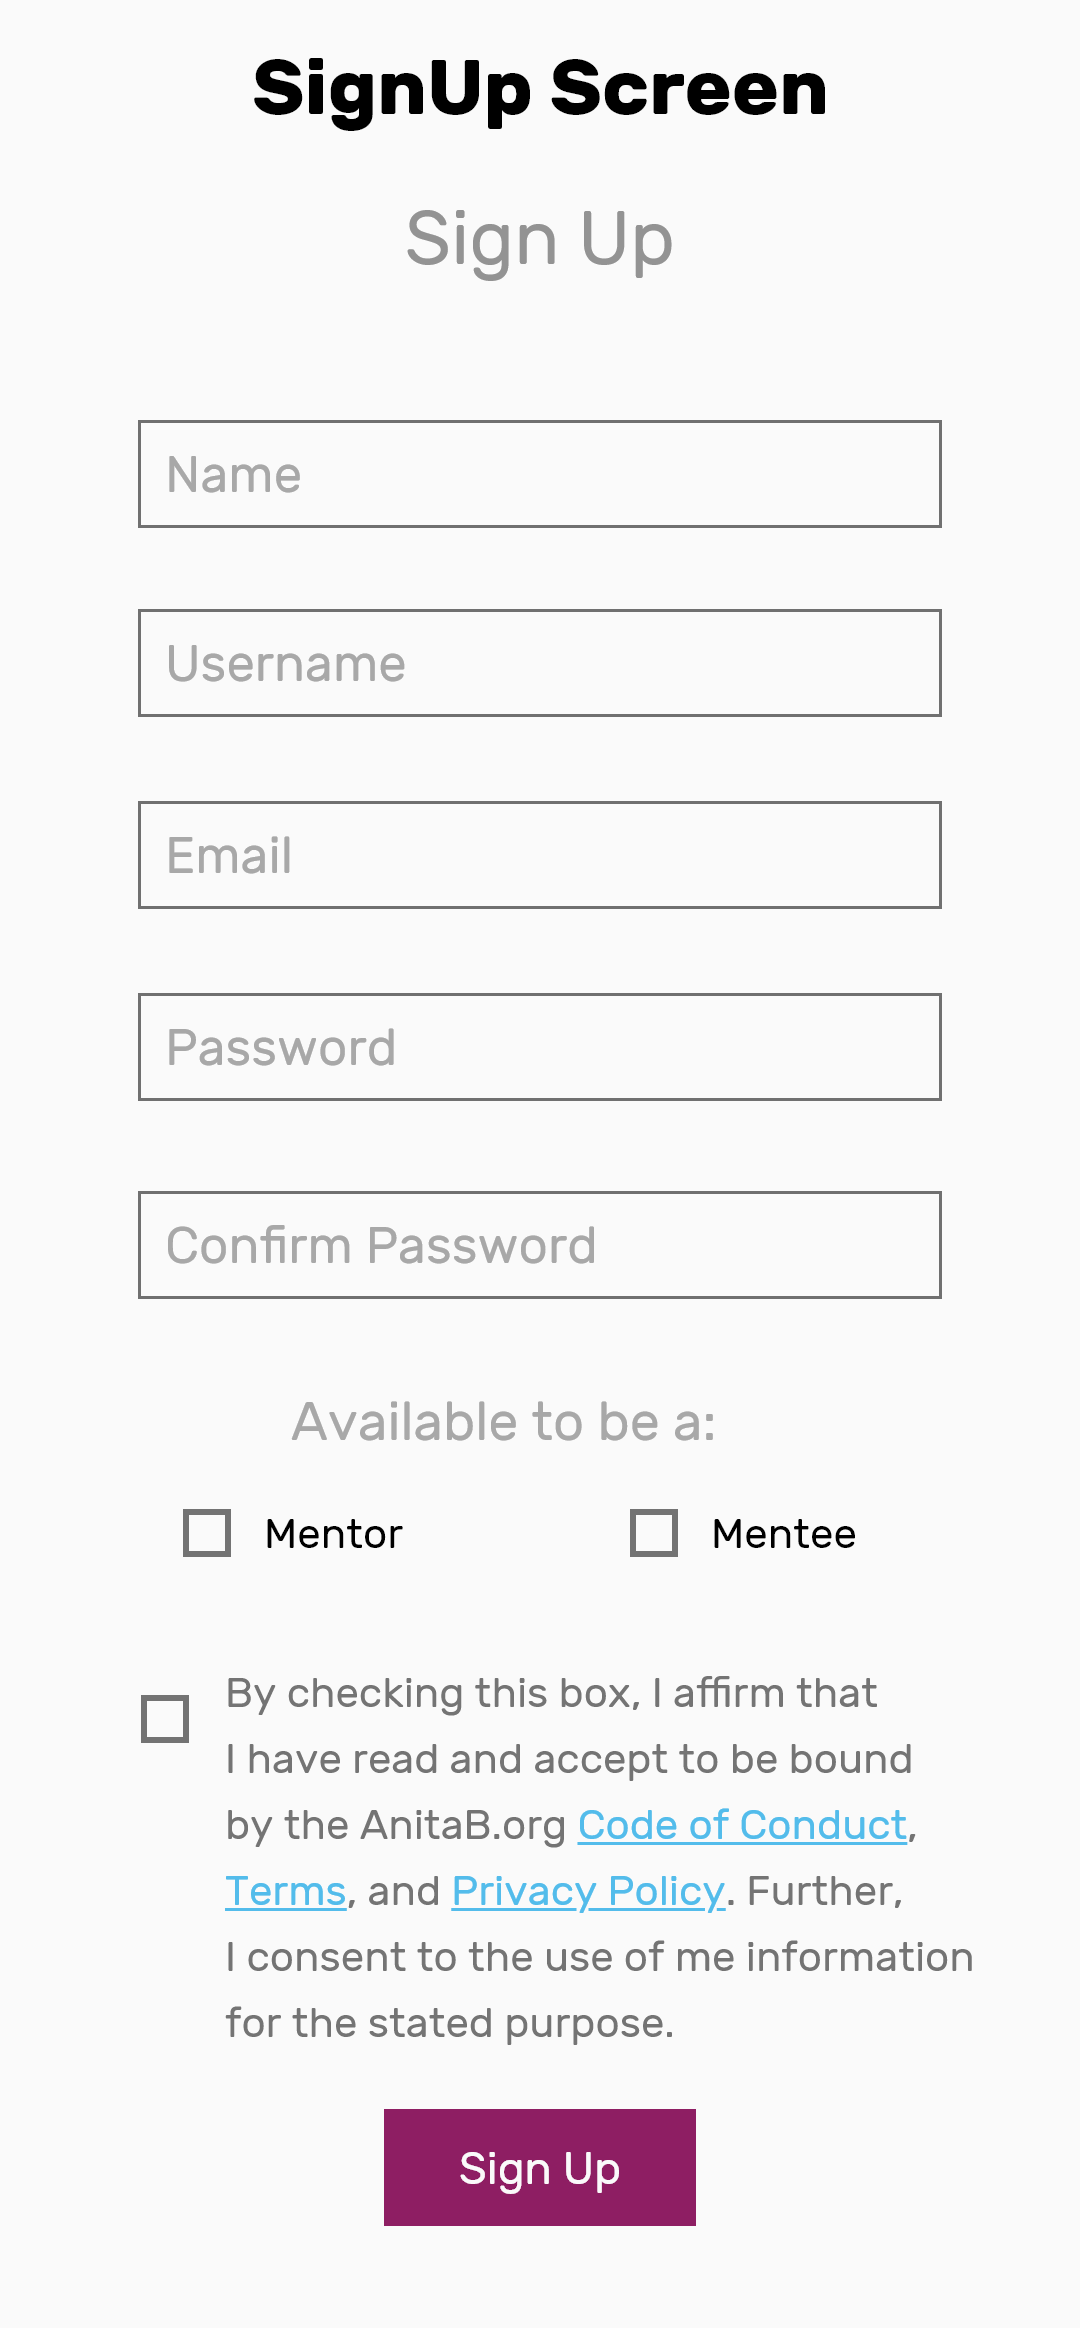 SignUp Screen
Sign Up
Name
Username
Email
Password
Confirm Password
Available to be a:
Mentor Mentee
By checking this box, I affirm that
I have read and accept to be bound
by the AnitaB.org Code of Conduct,
Terms, and Privacy Policy. Further,
I consent to the use of me information
for the stated purpose.
Sign Up